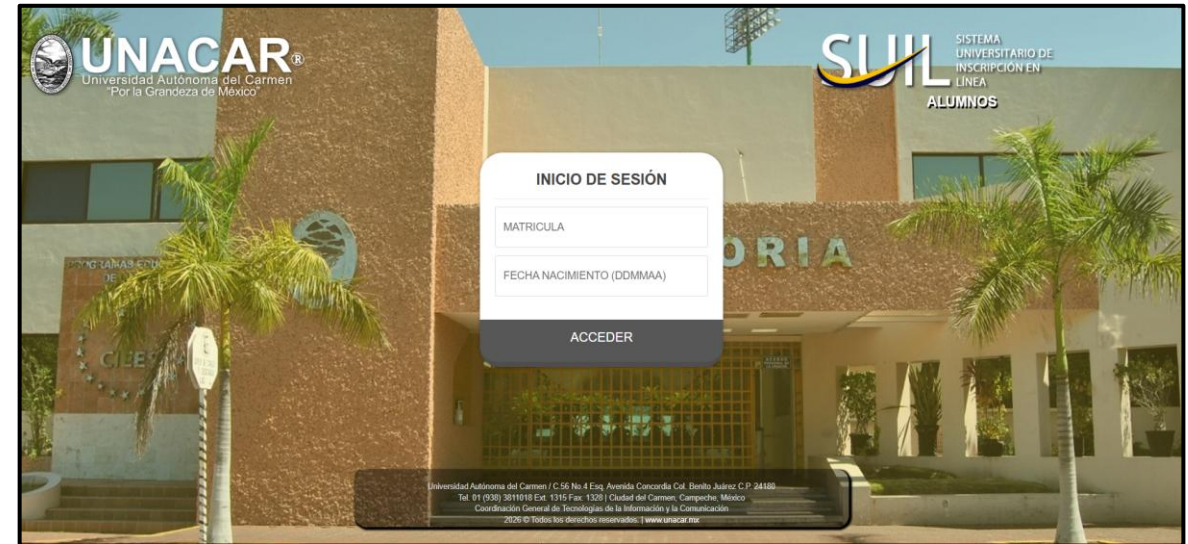 UNACAR®
Universidad Autónoma del Carmen
"Por la Grandeza de México"
SUIL
SISTEMA
UNIVERSITARIO DE
INSCRIPCIÓN EN
LÍNEA
ALUMNOS
INICIO DE SESIÓN
MATRICULA
FECHA NACIMIENTO (DDMMAA)
ACCEDER
ORIA
PROGRAMAS
CIEES
Universidad Autónoma del Carmen / C.56 No.4 Esq. Avenida Concordia Col. Benito Juárez C.P. 24180
Tel. 01 (938) 3811018 Ext. 1315 Fax. 1328 | Ciudad del Carmen, Campeche, México
Coordinación General de Tecnologías de la Información y la Comunicación
2026 © Todos los derechos reservados. | www.unacar.mx